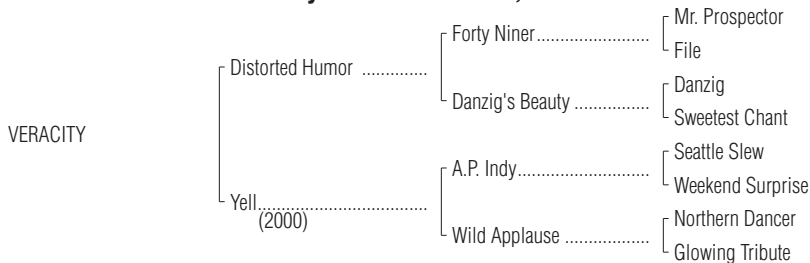 Mr. Prospector
Forty Niner........................
File
Distorted Humor ..............
Danzig
Danzig's Beauty ................
Sweetest Chant
VERACITY
Seattle Slew
A.P. Indy............................
Weekend Surprise
Yell....................................
(2000)
Northern Dancer
Wild Applause ..................
Glowing Tribute